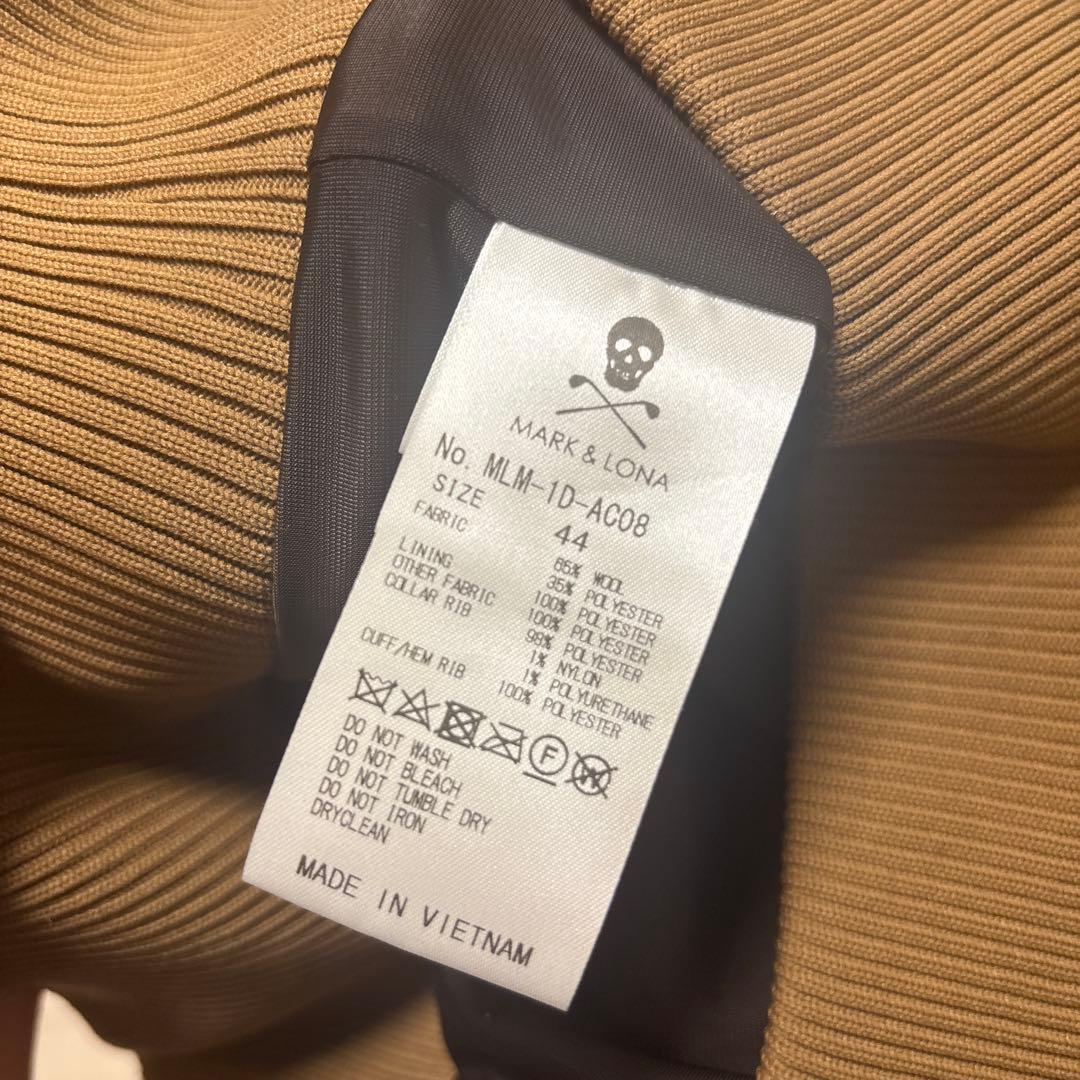 MARK & LONA
No. MLM-1D-AC08
SIZE 44
FABRIC 65% WOOL
35% POLYESTER
LINING 100% POLYESTER
OTHER FABRIC 100% POLYESTER
COLLAR RIB 98% POLYESTER
1% NYLON
1% POLYURETHANE
CUFF/HEM RIB 100% POLYESTER
F W
DO NOT WASH
DO NOT BLEACH
DO NOT TUMBLE DRY
DO NOT IRON
DRYCLEAN
MADE IN VIETNAM